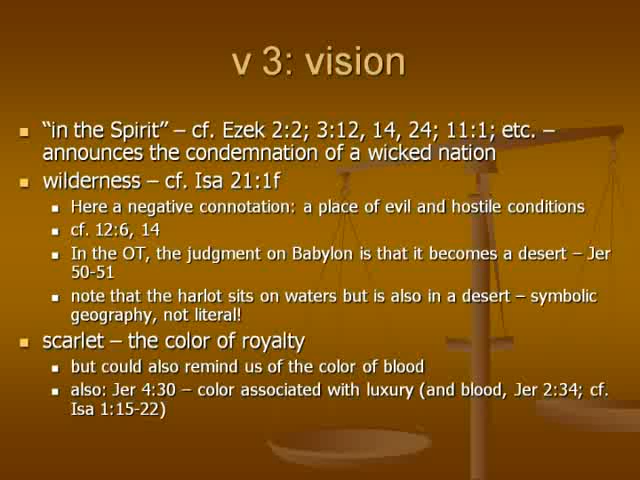 v 3: vision
“in the Spirit” – cf. Ezek 2:2; 3:12, 14, 24; 11:1; etc. –
announces the condemnation of a wicked nation
wilderness – cf. Isa 21:1f
Here a negative connotation: a place of evil and hostile conditions
cf. 12:6, 14
In the OT, the judgment on Babylon is that it becomes a desert – Jer
50-51
note that the harlot sits on waters but is also in a desert – symbolic
geography, not literal!
scarlet – the color of royalty
but could also remind us of the color of blood
also: Jer 4:30 – color associated with luxury (and blood, Jer 2:34; cf.
Isa 1:15-22)